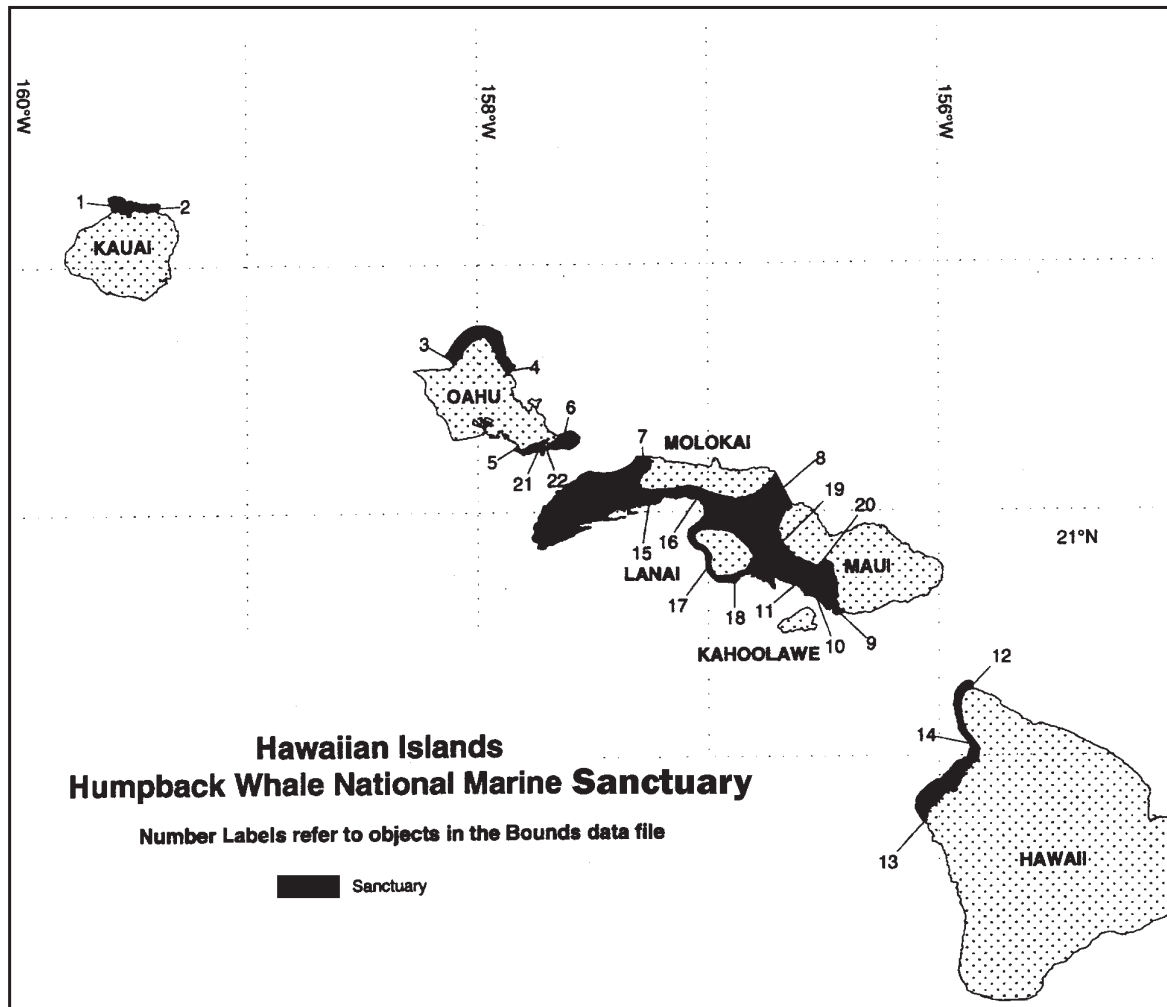 160°W
158°W
156°W
1
2
KAUAI
3
4
OAHU
6
5
21
22
7
MOLOKAI
8
19
20
21°N
15
16
LANAI
MAUI
17
18
11
10
9
KAHOOLAWE
12
14
13
HAWAII
Hawaiian Islands
Humpback Whale National Marine Sanctuary
Number Labels refer to objects in the Bounds data file
Sanctuary